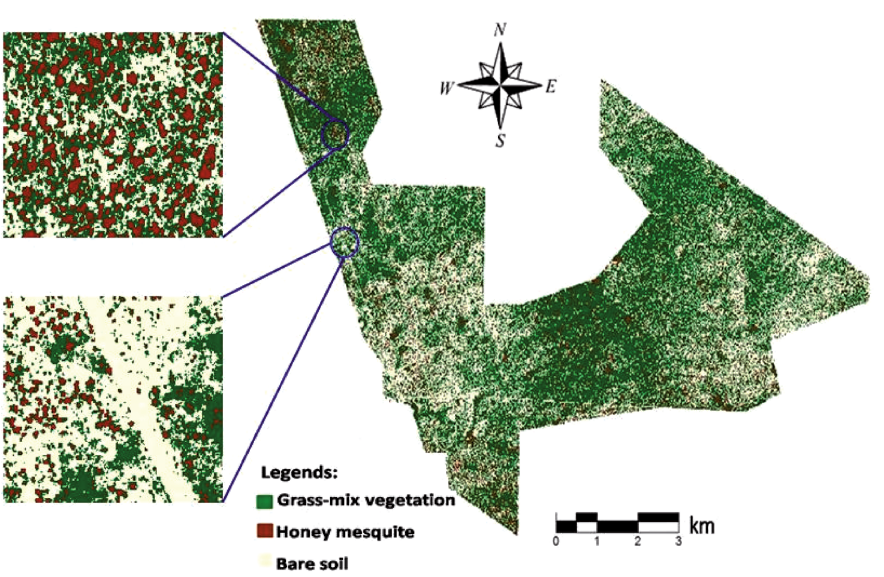 N
W E
S
Legends:
Grass-mix vegetation
Honey mesquite
Bare soil
km
0 1 2 3